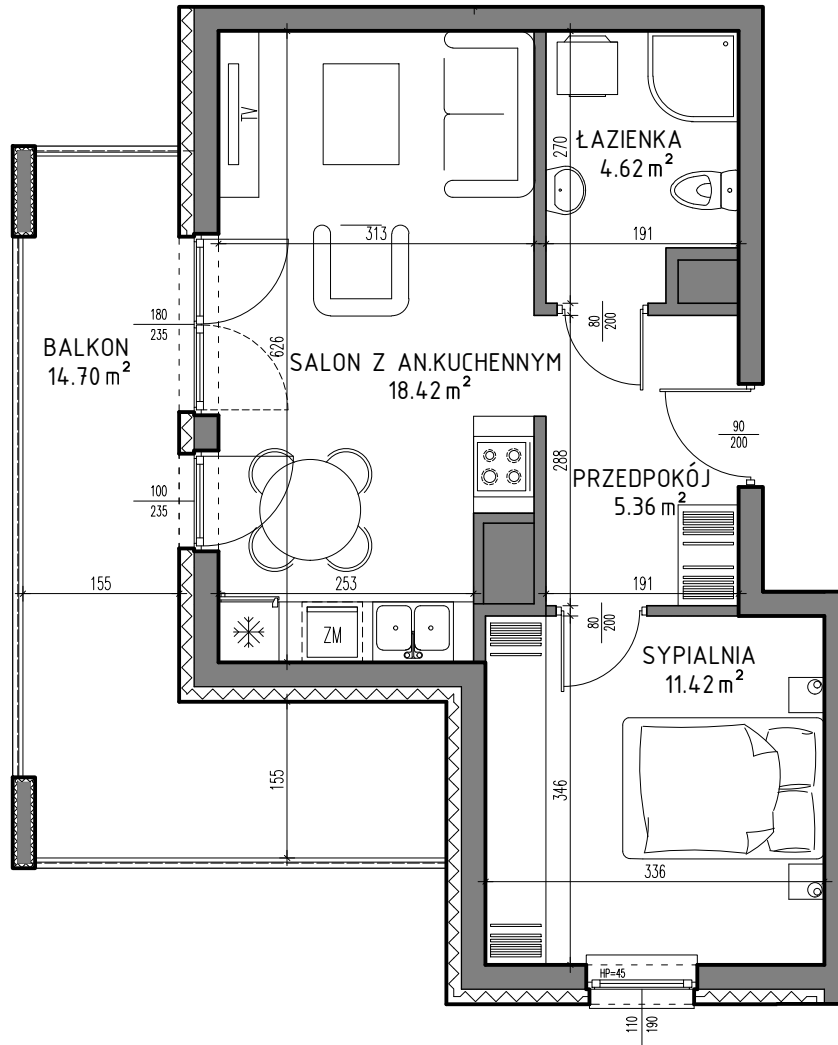 TV
ŁAZIENKA
4.62 m²
270
313
191
180
235
BALKON
14.70 m²
626
SALON Z AN.KUCHENNYM
18.42 m²
80
200
90
200
288
PRZEDPOKÓJ
5.36 m²
100
235
155
253
191
ZM
80
200
SYPIALNIA
11.42 m²
155
346
336
HP=45
110
190